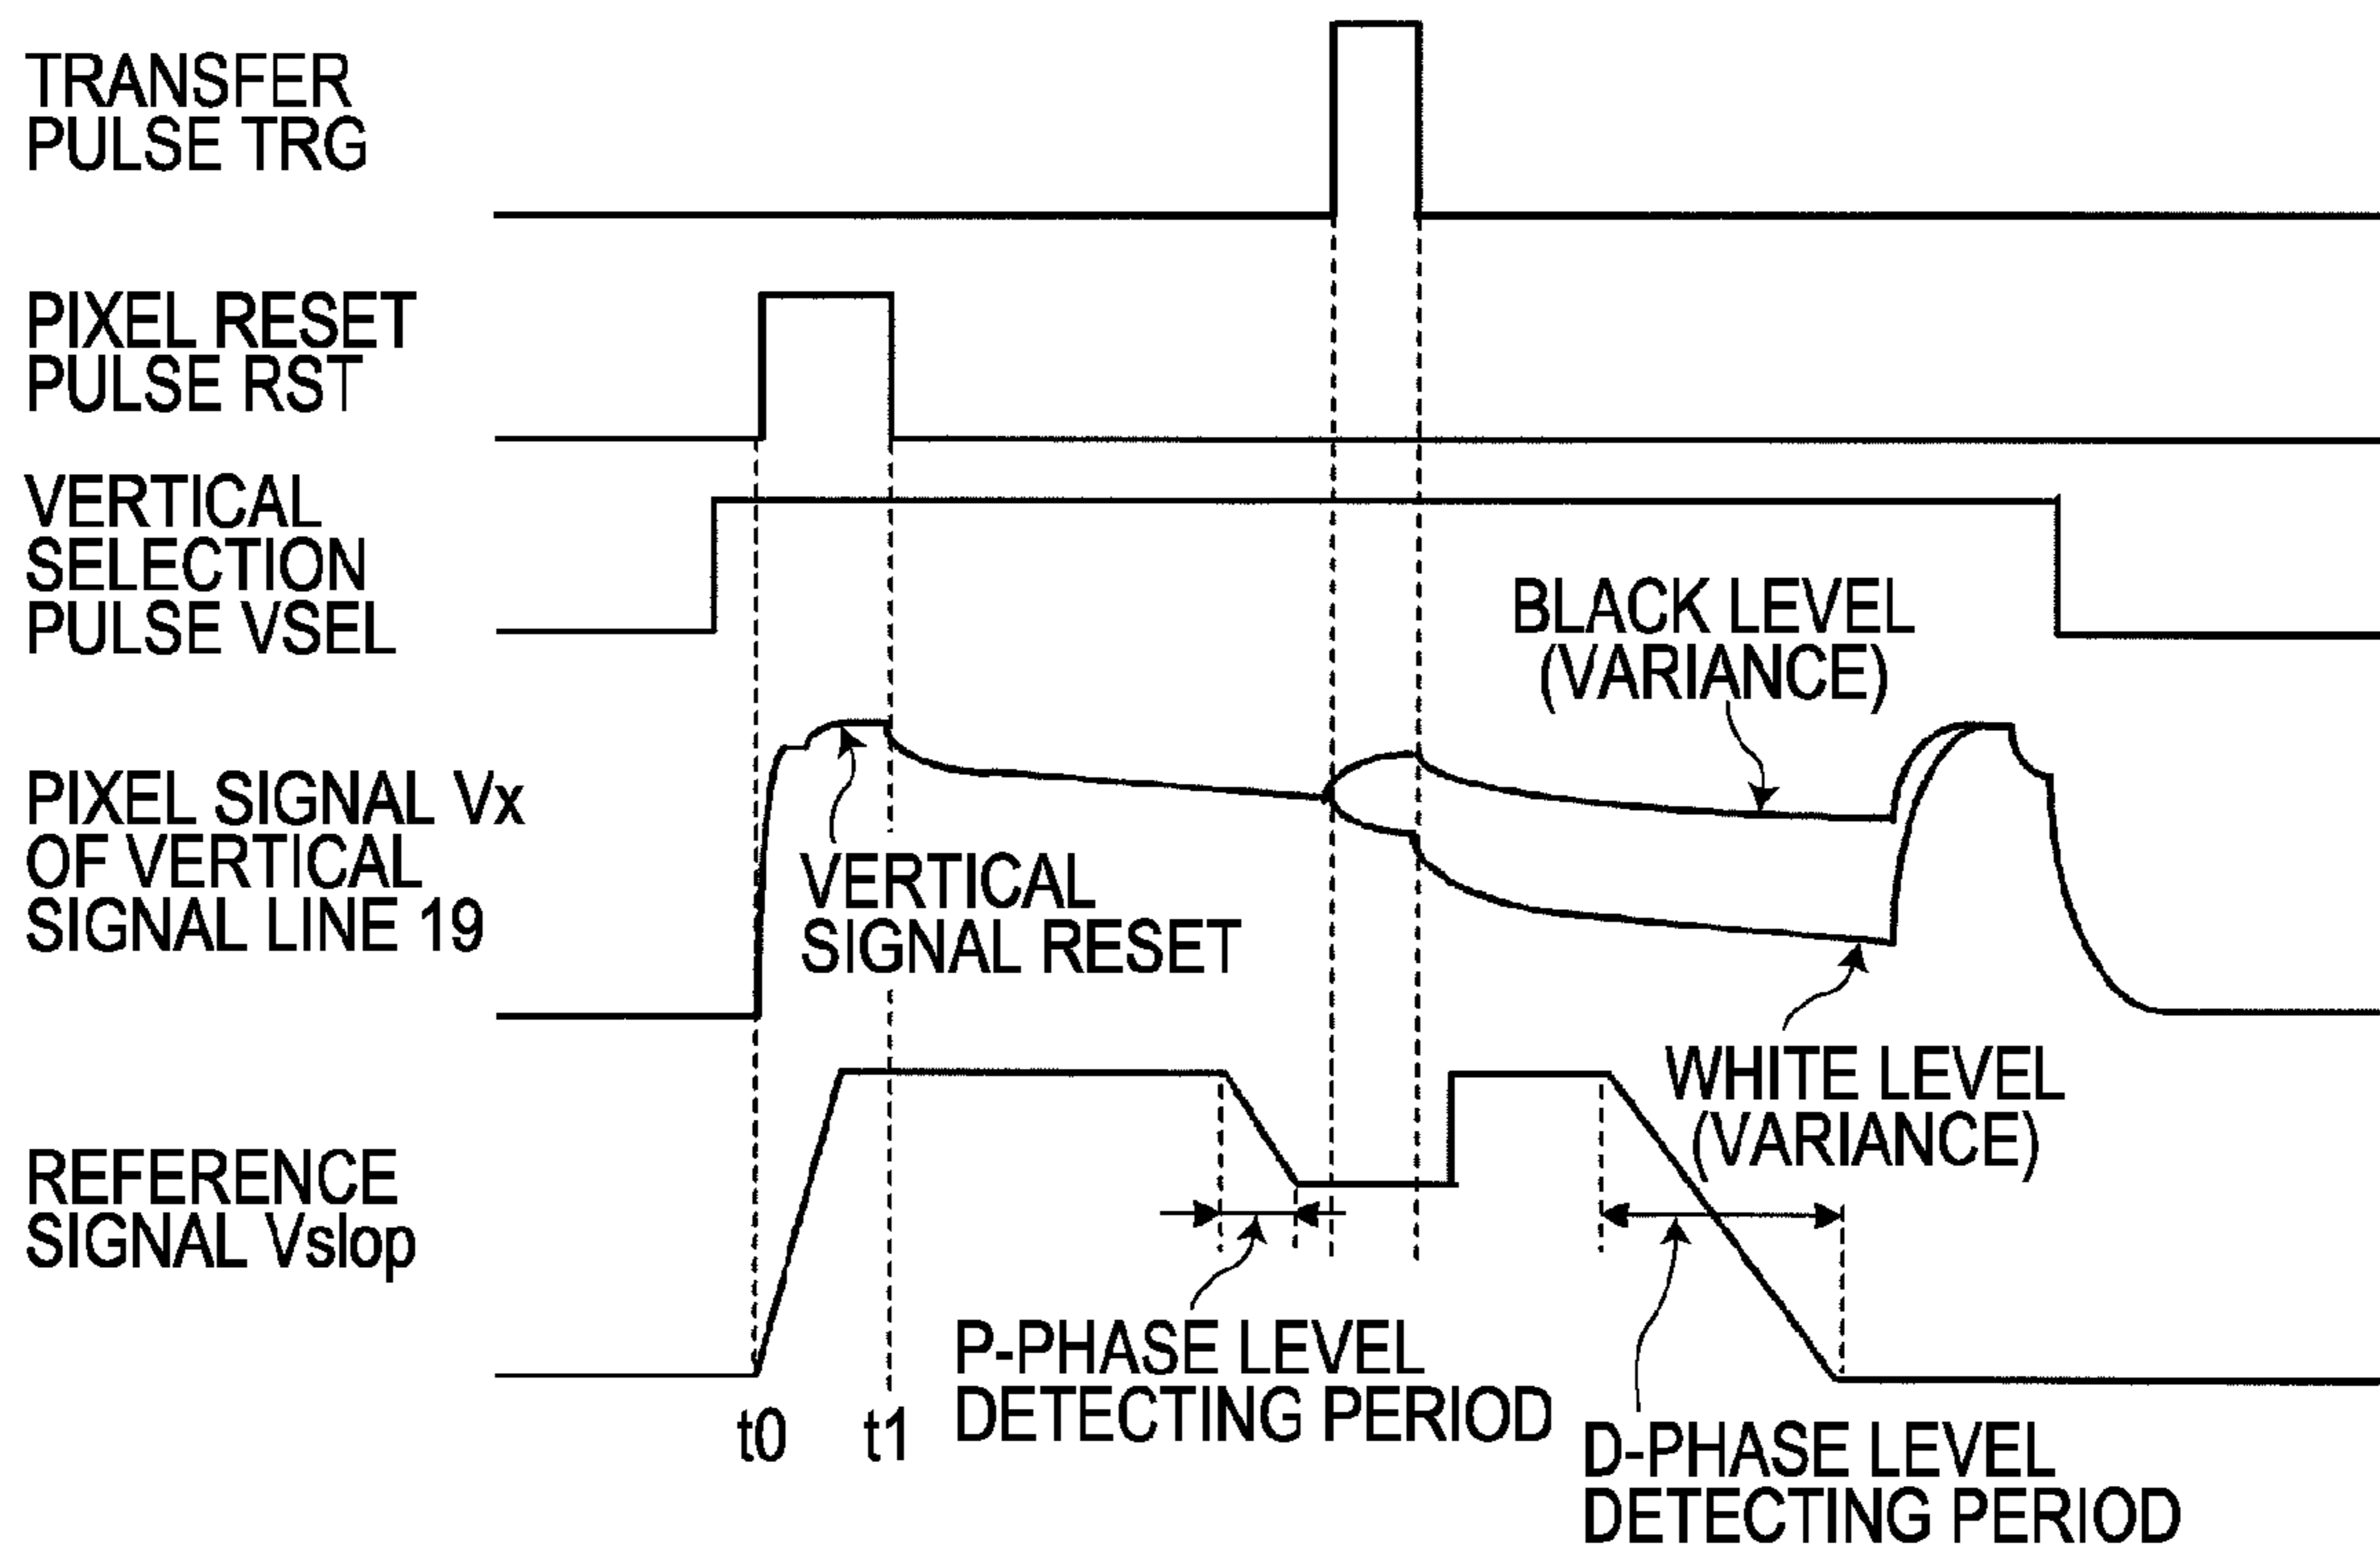 TRANSFER
PULSE TRG
PIXEL RESET
PULSE RST
VERTICAL
SELECTION
PULSE VSEL
BLACK LEVEL
(VARIANCE)
PIXEL SIGNAL Vx
OF VERTICAL
SIGNAL LINE 19
VERTICAL
SIGNAL RESET
WHITE LEVEL
(VARIANCE)
REFERENCE
SIGNAL Vslop
P-PHASE LEVEL
DETECTING PERIOD
t0
t1
D-PHASE LEVEL
DETECTING PERIOD